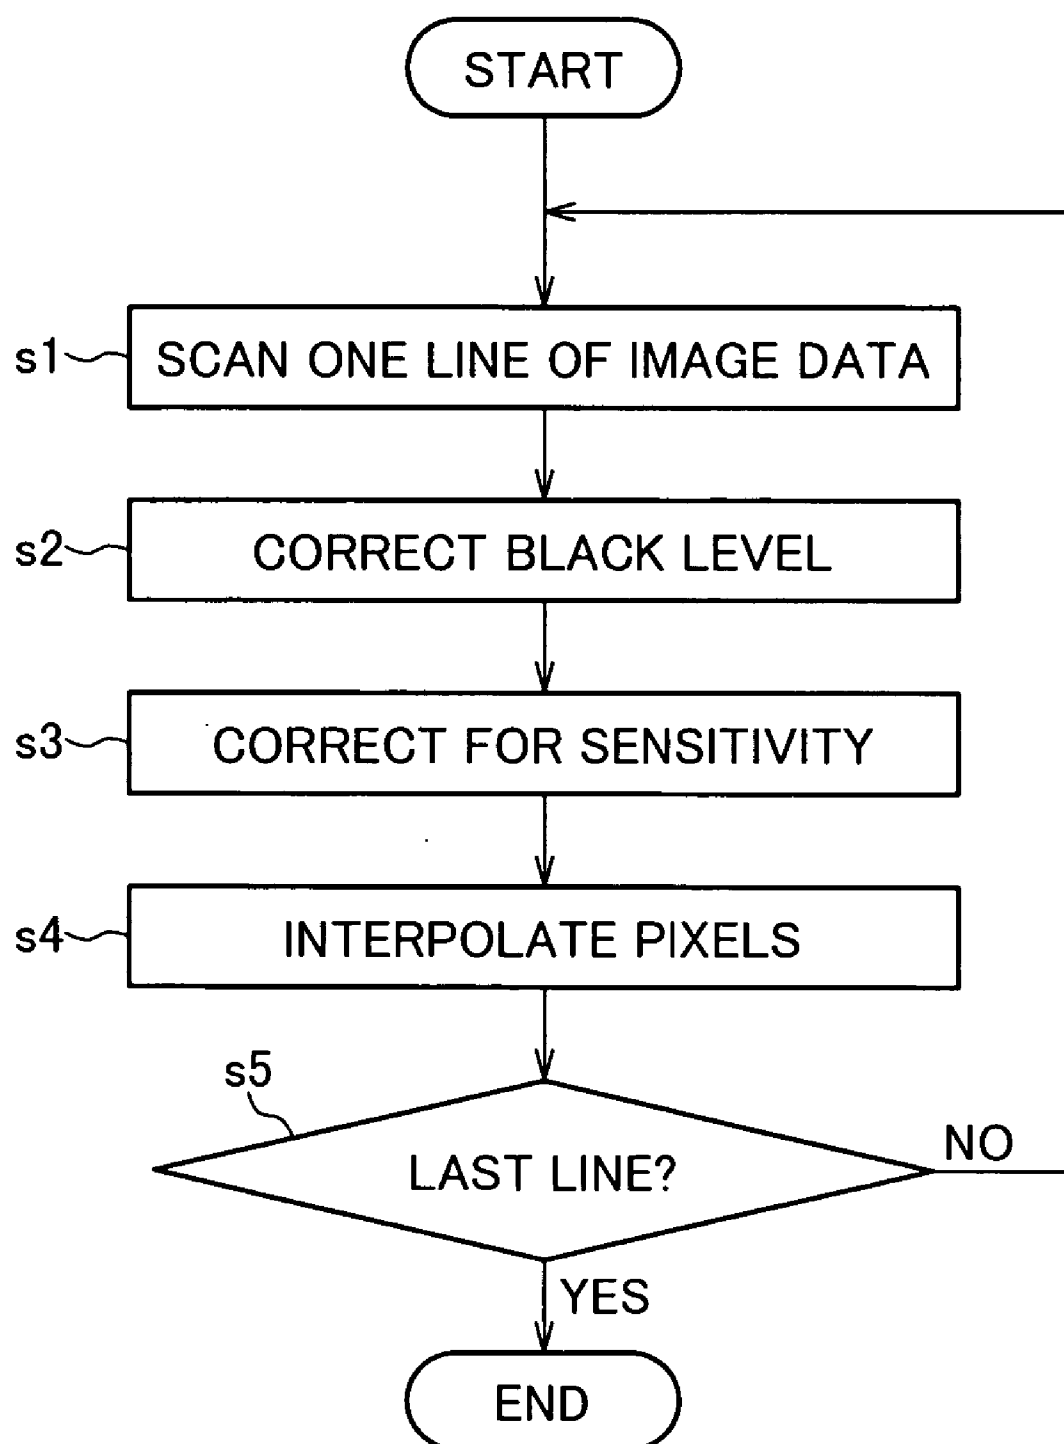 START
s1
SCAN ONE LINE OF IMAGE DATA
s2
CORRECT BLACK LEVEL
s3
CORRECT FOR SENSITIVITY
s4
INTERPOLATE PIXELS
s5
LAST LINE?
NO
YES
END